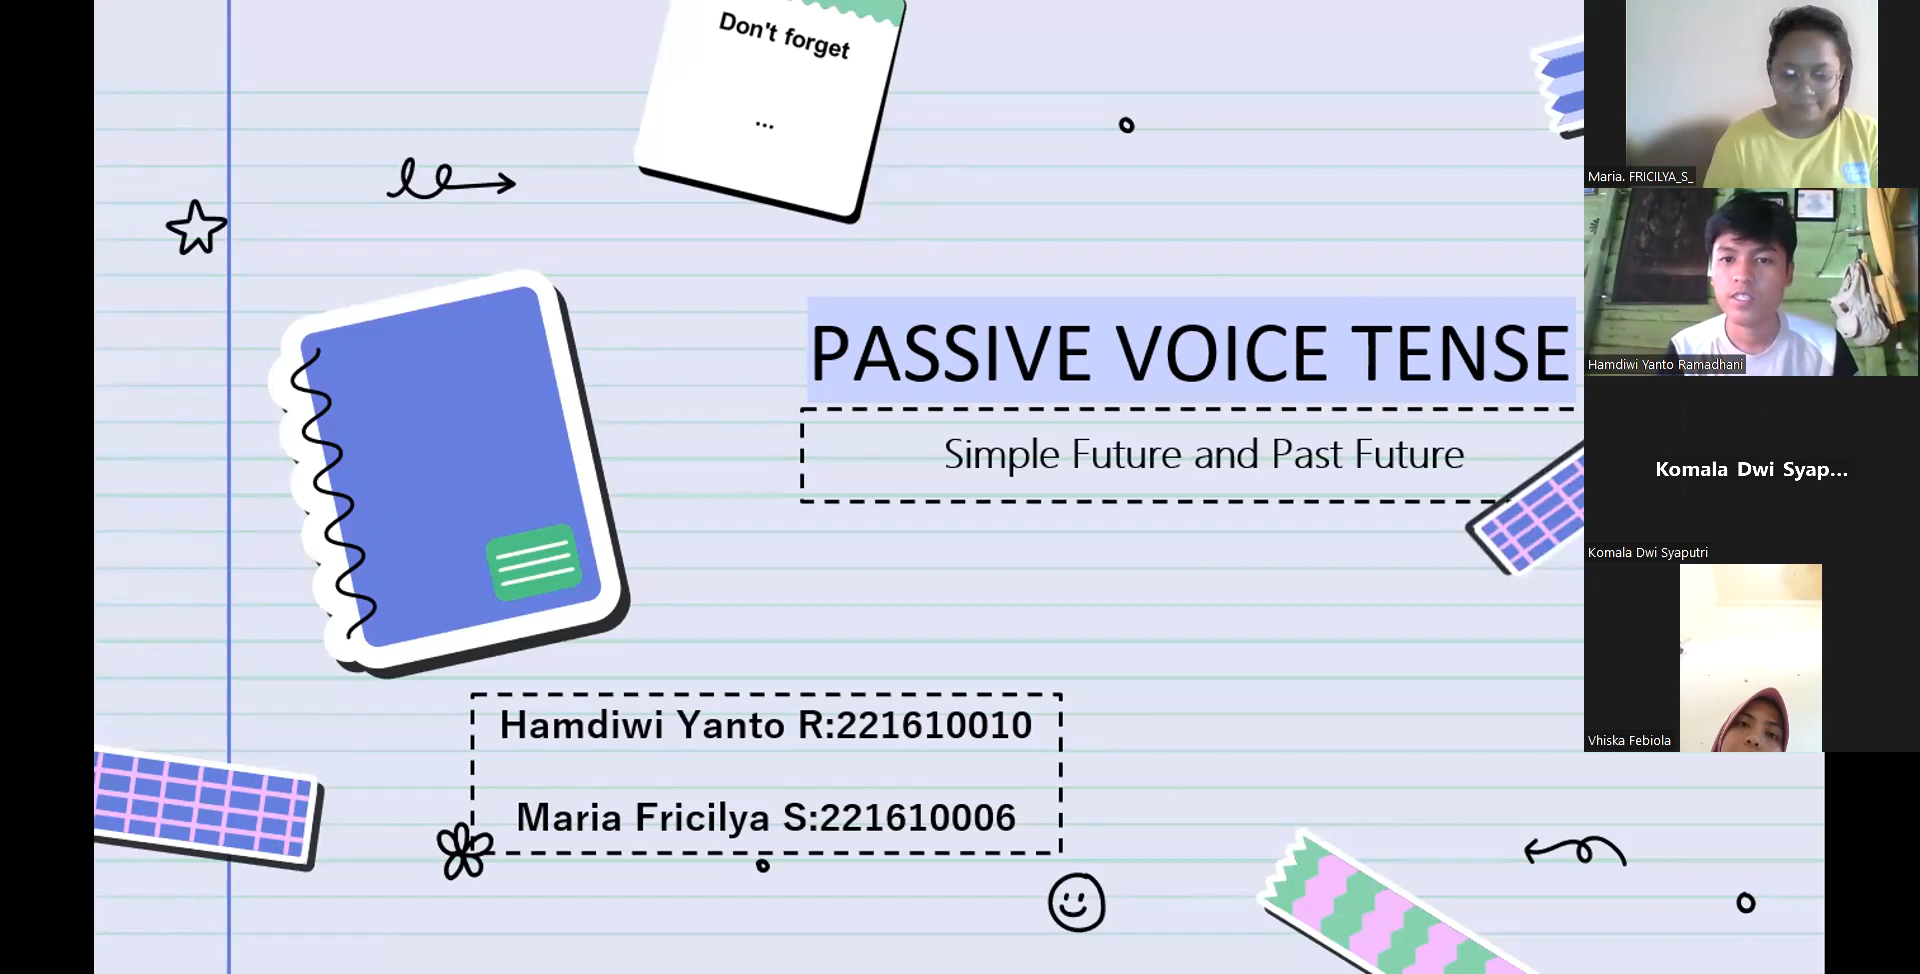 Don't forget
...
PASSIVE VOICE TENSE
Simple Future and Past Future
Hamdiwi Yanto R:221610010
Maria Fricilya S:221610006
Maria. FRICILYA_S_
Hamdiwi Yanto Ramadhani
Komala Dwi Syap...
Komala Dwi Syaputri
Vhiska Febiola